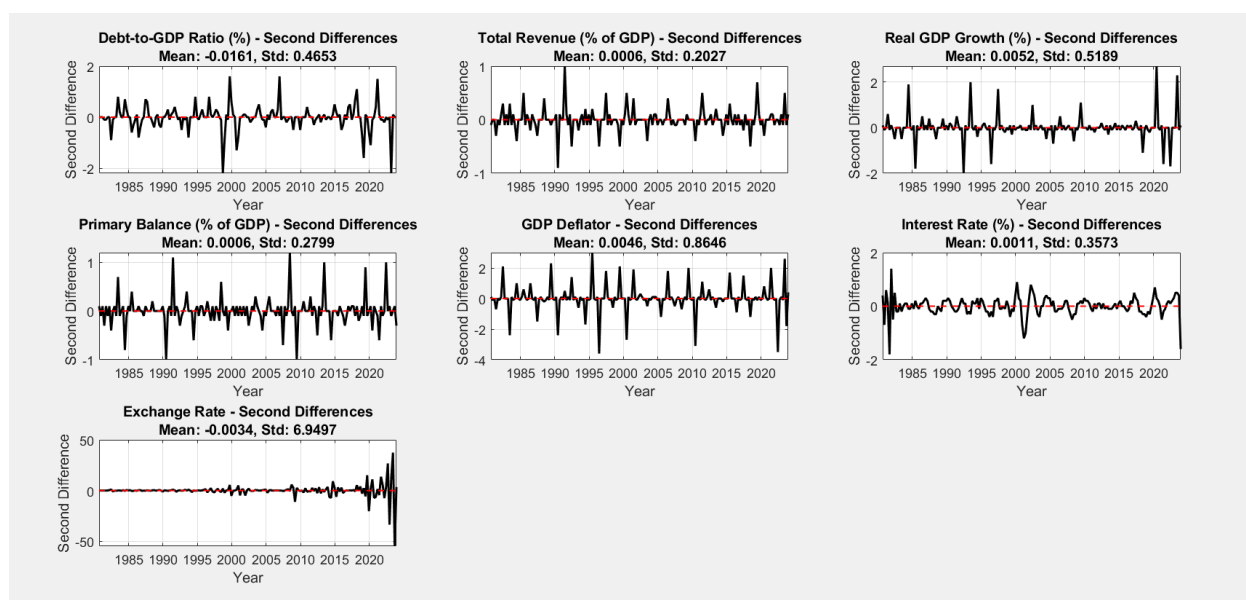 Debt-to-GDP Ratio (%) - Second Differences
Mean: -0.0161, Std: 0.4653
2
0
-2
Second Difference
1985 1990 1995 2000 2005 2010 2015 2020
Year
Total Revenue (% of GDP) - Second Differences
Mean: 0.0006, Std: 0.2027
1
0
-1
Second Difference
1985 1990 1995 2000 2005 2010 2015 2020
Year
Real GDP Growth (%) - Second Differences
Mean: 0.0052, Std: 0.5189
2
0
-2
Second Difference
1985 1990 1995 2000 2005 2010 2015 2020
Year
Primary Balance (% of GDP) - Second Differences
Mean: 0.0006, Std: 0.2799
1
0
-1
Second Difference
1985 1990 1995 2000 2005 2010 2015 2020
Year
GDP Deflator - Second Differences
Mean: 0.0046, Std: 0.8646
2
0
-2
-4
Second Difference
1985 1990 1995 2000 2005 2010 2015 2020
Year
Interest Rate (%) - Second Differences
Mean: 0.0011, Std: 0.3573
2
0
-2
Second Difference
1985 1990 1995 2000 2005 2010 2015 2020
Year
Exchange Rate - Second Differences
Mean: -0.0034, Std: 6.9497
50
0
-50
Second Difference
1985 1990 1995 2000 2005 2010 2015 2020
Year